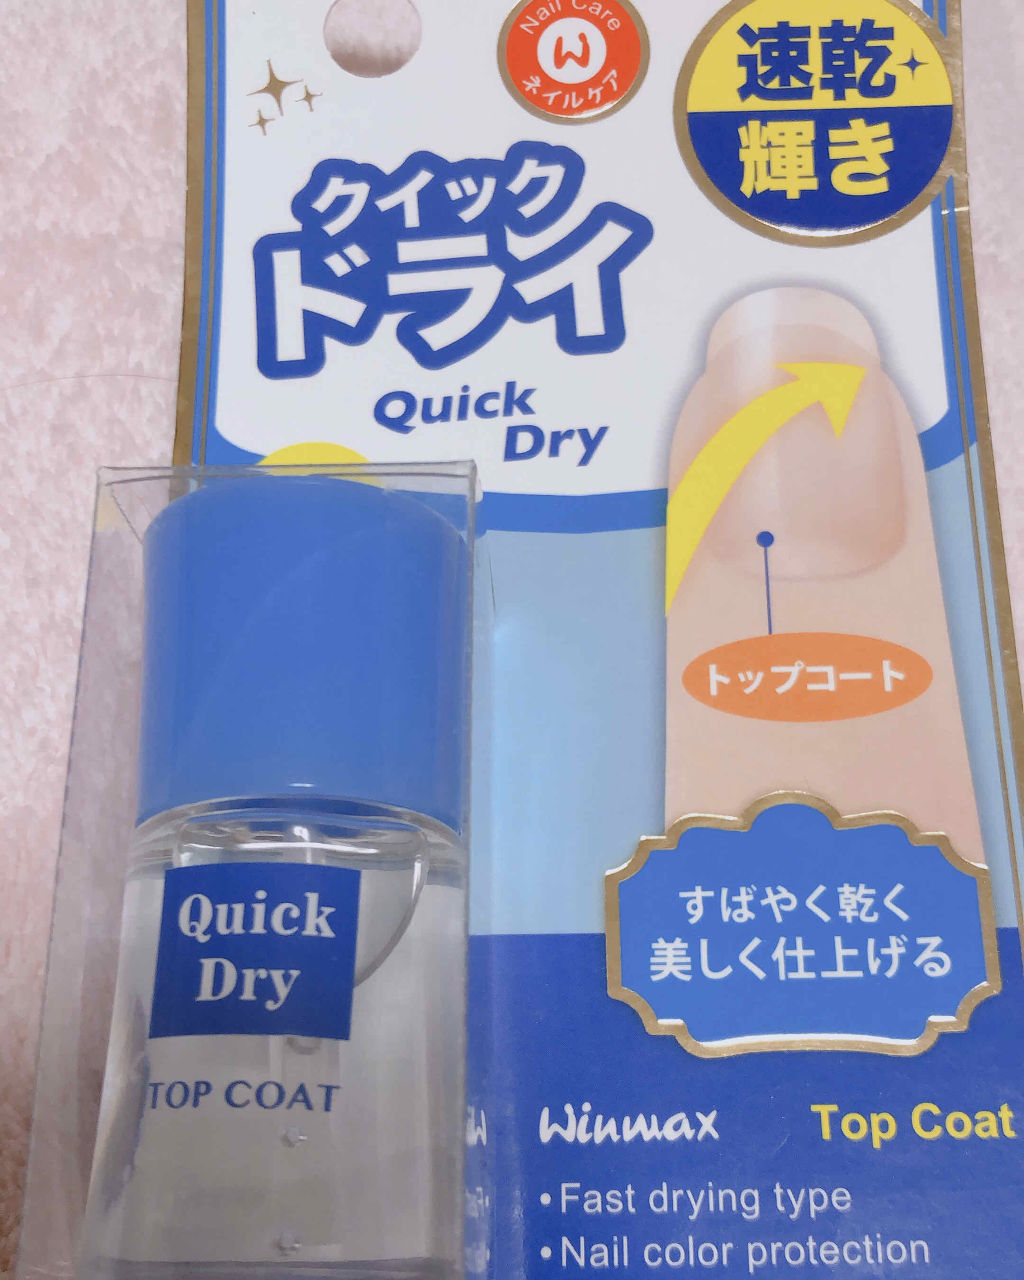 Nail Care
W
ネイルケア
速乾
輝き
クイック
ドライ
Quick
Dry
トップコート
すばやく乾く
美しく仕上げる
Quick
Dry
TOP COAT
Winmax
Top Coat
•Fast drying type
•Nail color protection